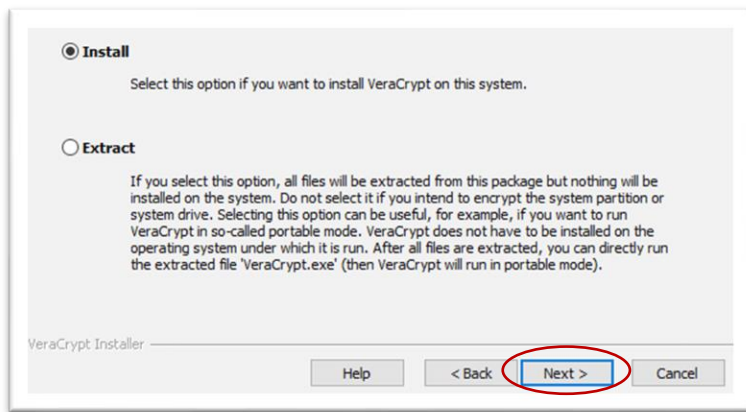 Install
Select this option if you want to install VeraCrypt on this system.
Extract
If you select this option, all files will be extracted from this package but nothing will be
installed on the system. Do not select it if you intend to encrypt the system partition or
system drive. Selecting this option can be useful, for example, if you want to run
VeraCrypt in so-called portable mode. VeraCrypt does not have to be installed on the
operating system under which it is run. After all files are extracted, you can directly run
the extracted file 'VeraCrypt.exe' (then VeraCrypt will run in portable mode).
VeraCrypt Installer
Help < Back Next > Cancel